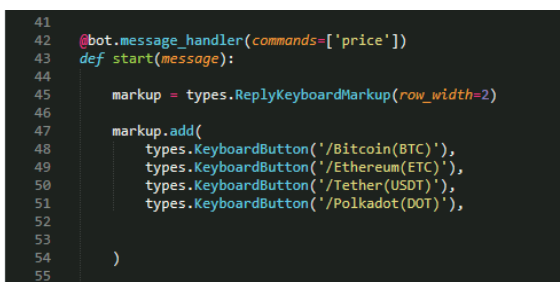 41
42 @bot.message_handler(commands=['price'])
43 def start(message):
44
45 markup = types.ReplyKeyboardMarkup(row_width=2)
46
47 markup.add(
48 types.KeyboardButton('/Bitcoin(BTC)'),
49 types.KeyboardButton('/Ethereum(ETC)'),
50 types.KeyboardButton('/Tether(USDT)'),
51 types.KeyboardButton('/Polkadot(DOT)'),
52
53
54 )
55